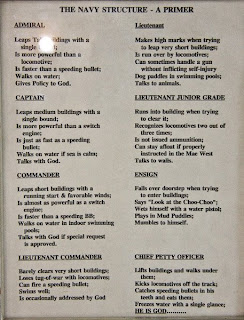 THE NAVY STRUCTURE - A PRIMER
ADMIRAL
Leaps Tall buildings with a
single bound;
Is more powerful than a
locomotive;
Is faster than a speeding bullet;
Walks on water;
Gives Policy to God.
CAPTAIN
Leaps medium buildings with a
single bound;
Is more powerful than a switch
engine;
Is just as fast as a speeding
bullet;
Walks on water if sea is calm;
Talks with God.
COMMANDER
Leaps short buildings with a
running start & favorable winds;
Is almost as powerful as a switch
engine;
Is faster than a speeding BB;
Walks on water in indoor swimming
pools;
Talks with God if special request
is approved.
LIEUTENANT COMMANDER
Barely clears very short buildings;
Loses tug-of-war with locomotives;
Can fire a speeding bullet;
Swims well;
Is occasionally addressed by God
Lieutenant
Makes high marks when trying
to leap very short buildings;
Is run over by locomotives;
Can sometimes handle a gun
without inflicting self-injury
Dog paddles in swimming pools;
Talks to animals.
LIEUTENANT JUNIOR GRADE
Runs into building when trying
to clear it;
Recognizes locomotives two out of
three times;
Is not issued ammunition;
Can stay afloat if properly
instructed in the Mae West
Talks to walls.
ENSIGN
Falls over doorstep when trying
to enter buildings;
Says "Look at the Choo-Choo";
Wets himself with a water pistol;
Plays in Mud Puddles;
Mumbles to himself.
CHIEF PETTY OFFICER
Lifts buildings and walks under
them;
Kicks locomotives off the track;
Catches speeding bullets in his
teeth and eats them;
Freezes water with a single glance;
HE IS GOD..........